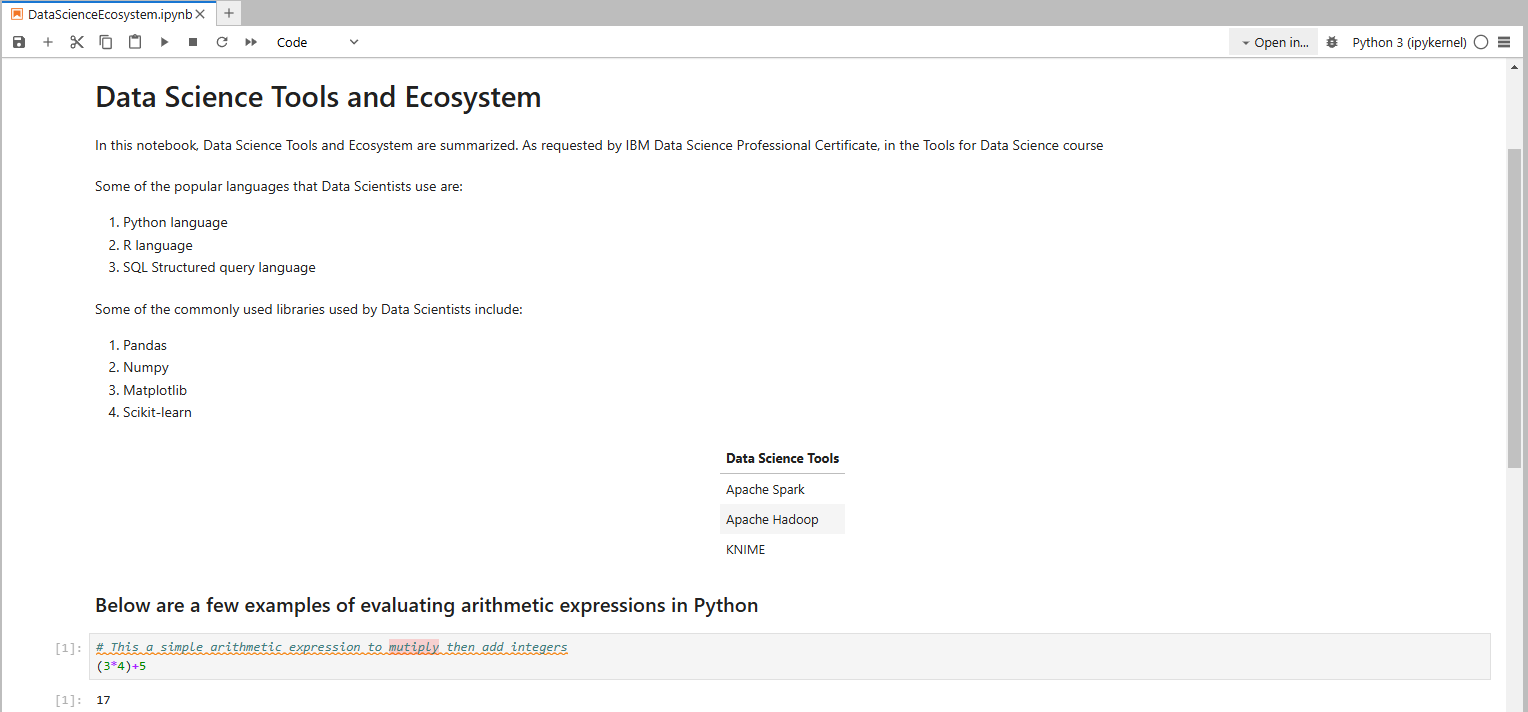 DataScienceEcosystem.ipynb
Code
Open in...
Python 3 (ipykernel)
Data Science Tools and Ecosystem
In this notebook, Data Science Tools and Ecosystem are summarized. As requested by IBM Data Science Professional Certificate, in the Tools for Data Science course
Some of the popular languages that Data Scientists use are:
1. Python language
2. R language
3. SQL Structured query language
Some of the commonly used libraries used by Data Scientists include:
1. Pandas
2. Numpy
3. Matplotlib
4. Scikit-learn
Data Science Tools
Apache Spark
Apache Hadoop
KNIME
Below are a few examples of evaluating arithmetic expressions in Python
[1]: # This a simple arithmetic expression to mutiply then add integers
(3*4)+5
[1]: 17